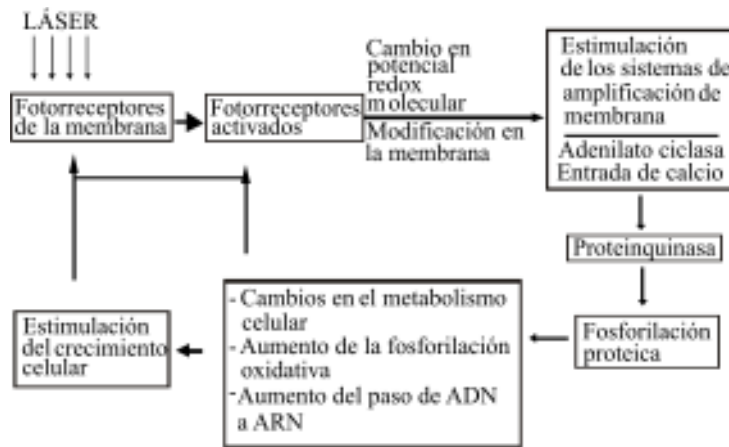 LÁSER
Fotorreceptores
de la membrana
Fotorreceptores
activados
Cambio en
potencial
redox
molecular
Modificación en
la membrana
Estimulación
de los sistemas de
amplificación de
membrana
Adenilato ciclasa
Entrada de calcio
Proteinquinasa
Fosforilación
proteica
- Cambios en el metabolismo
celular
- Aumento de la fosforilación
oxidativa
- Aumento del paso de ADN
a ARN
Estimulación
del crecimiento
celular